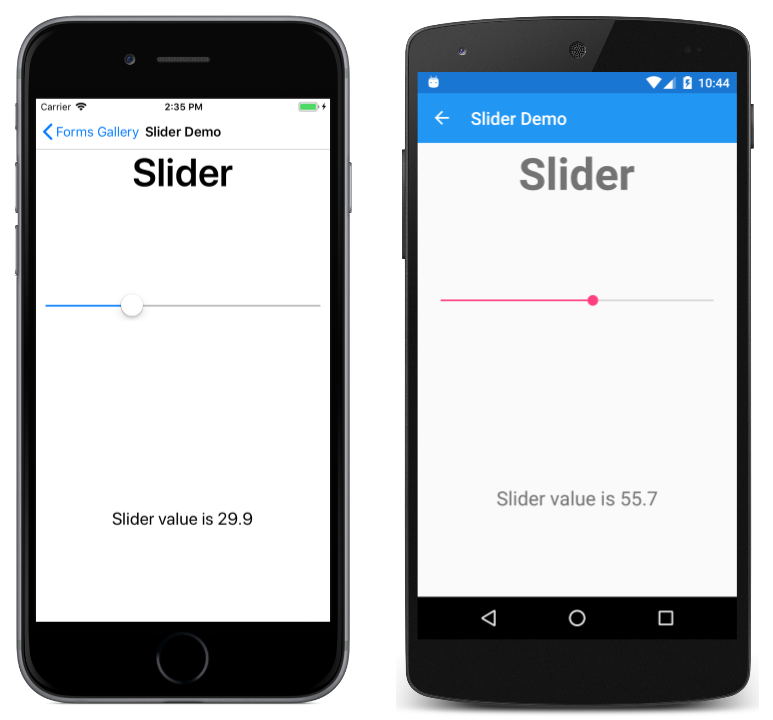 Carrier 2:35 PM
Forms Gallery Slider Demo
Slider
Slider value is 29.9
10:44
Slider Demo
Slider
Slider value is 55.7